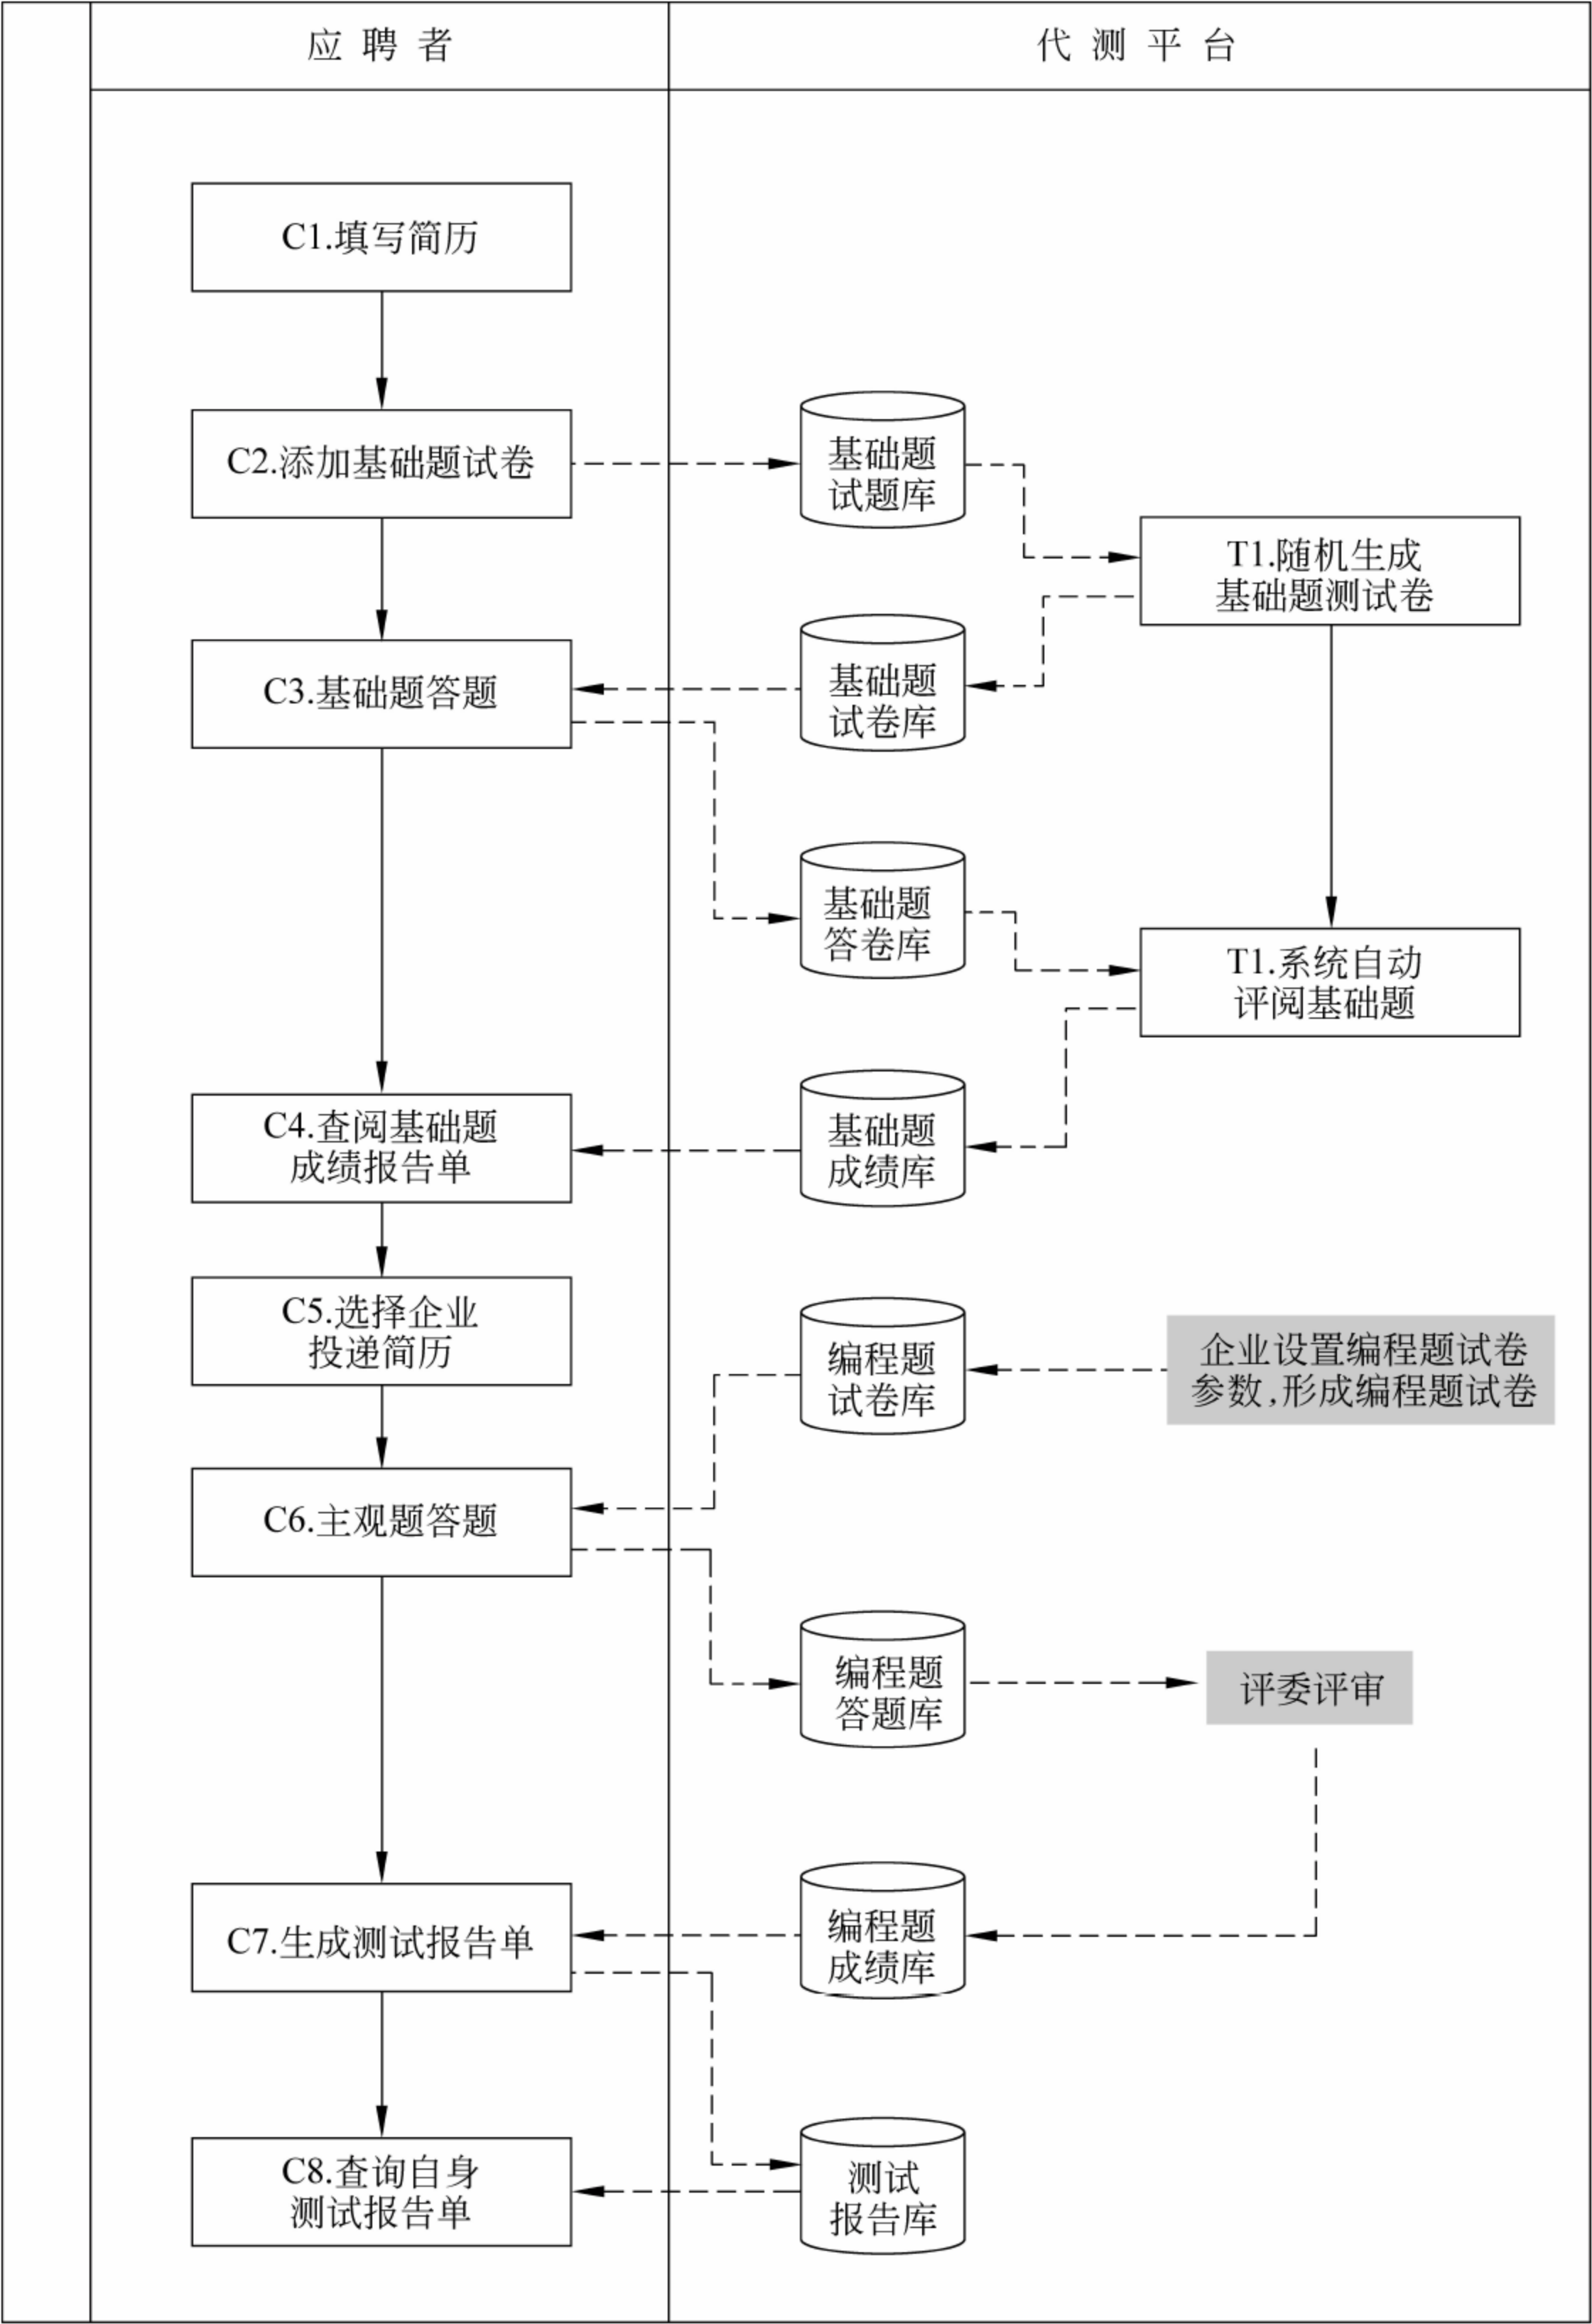 应聘者
代测平台
C1.填写简历
C2.添加基础题试卷
基础题
试题库
T1.随机生成
基础题测试卷
C3.基础题答题
基础题
试卷库
基础题
答卷库
T1.系统自动
评阅基础题
C4.查阅基础题
成绩报告单
基础题
成绩库
C5.选择企业
投递简历
编程题
试卷库
企业设置编程题试卷
参数,形成编程题试卷
C6.主观题答题
编程题
答题库
评委评审
C7.生成测试报告单
编程题
成绩库
C8.查询自身
测试报告单
测试
报告库